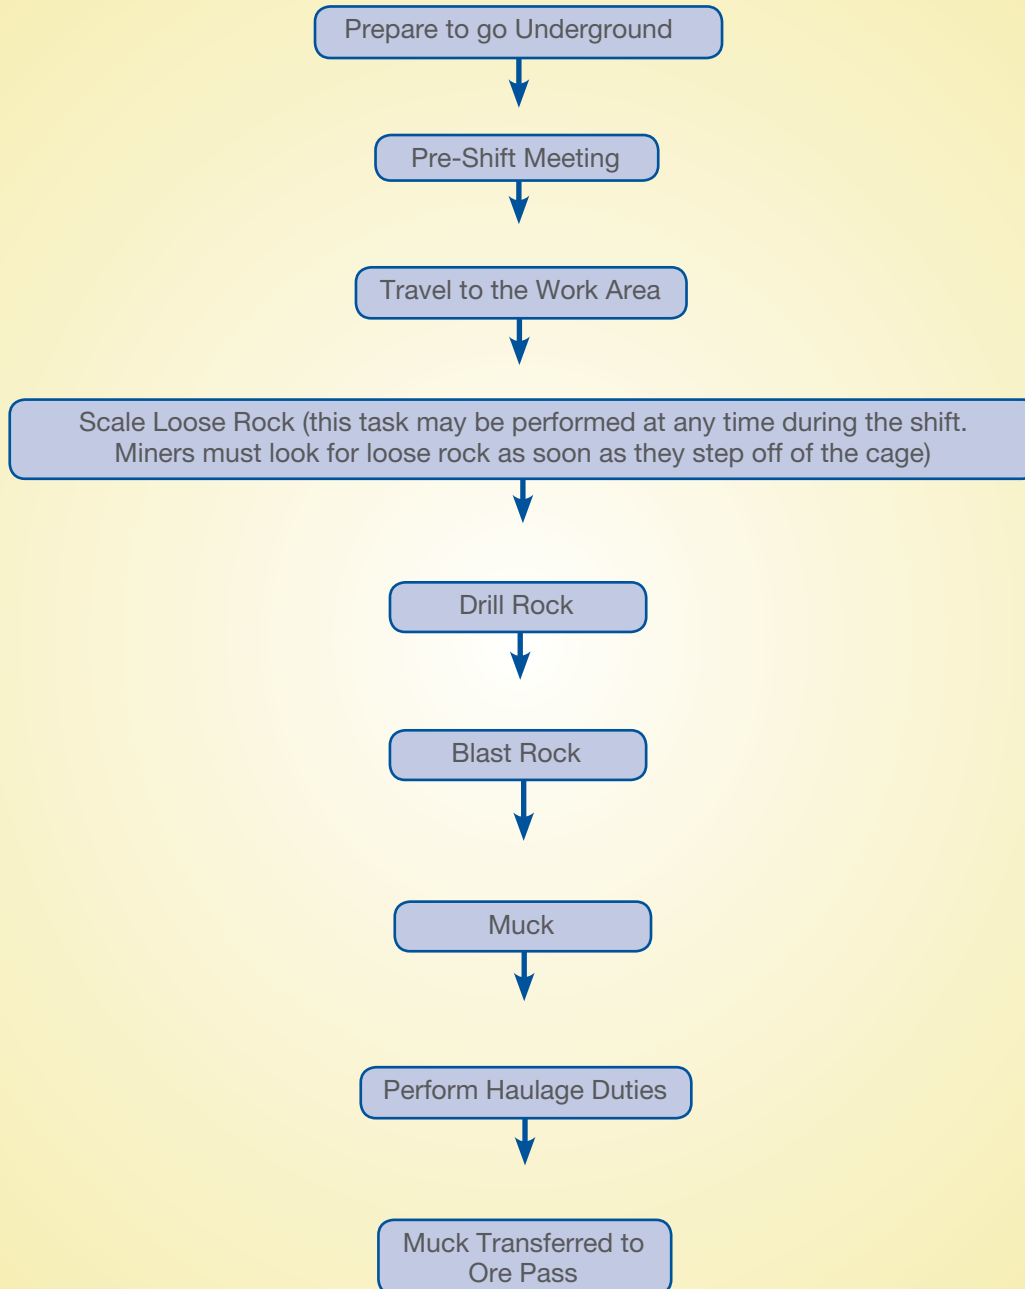 Prepare to go Underground
Pre-Shift Meeting
Travel to the Work Area
Scale Loose Rock (this task may be performed at any time during the shift.
Miners must look for loose rock as soon as they step off of the cage)
Drill Rock
Blast Rock
Muck
Perform Haulage Duties
Muck Transferred to
Ore Pass